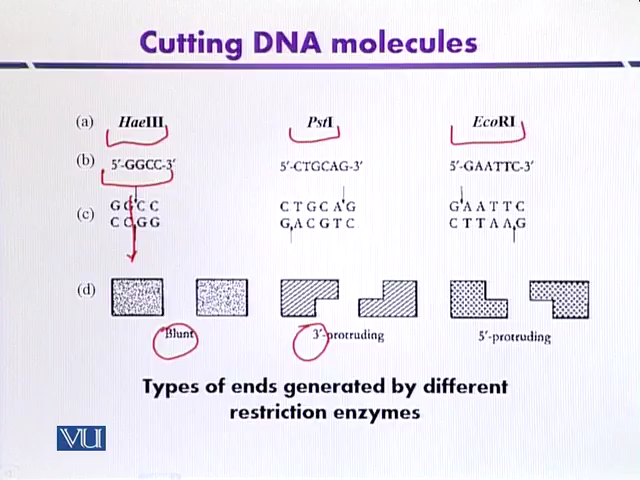 Cutting DNA molecules
(a) HaeIII PstI EcoRI
(b) 5'-GGCC-3' 5'-CTGCAG-3' 5'-GAATTC-3'
(c) G G C C C T G C A G G A A T T C
C C G G G A C G T C C T T A A G
(d)
Blunt 3'-protruding 5'-protruding
Types of ends generated by different
restriction enzymes
VU